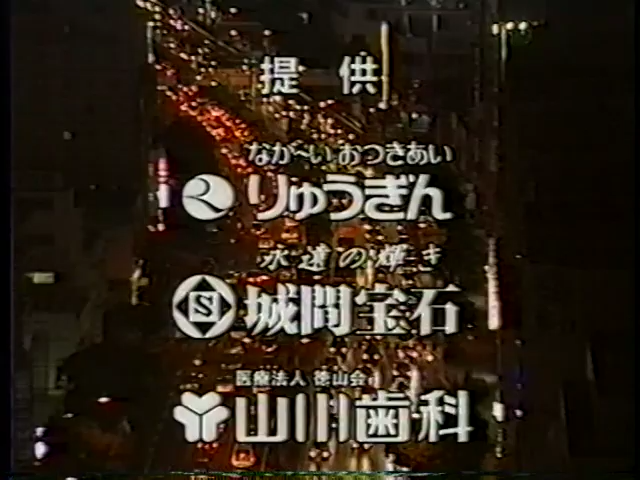 提 供
なが〜い おつきあい
りゅうぎん
永遠の輝き
S
城間宝石
医療法人 徳山会
山川歯科